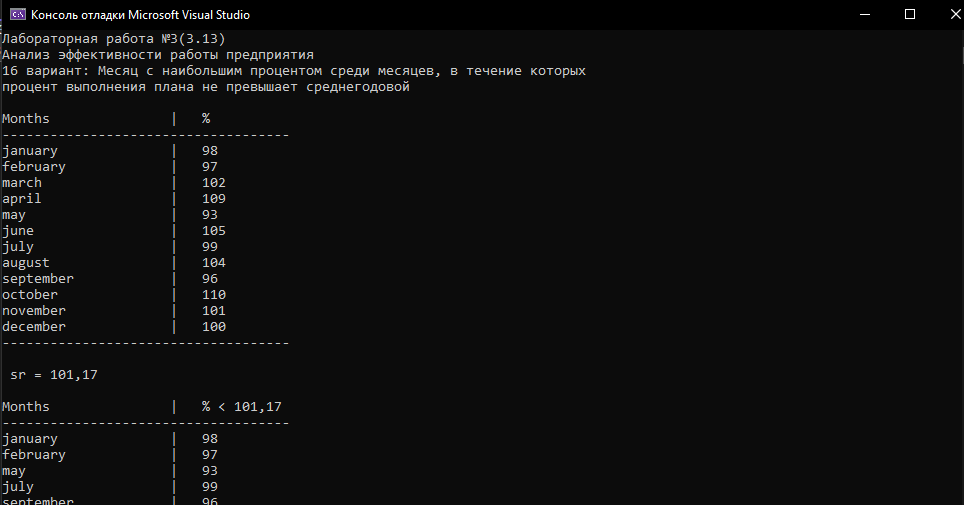 Консоль отладки Microsoft Visual Studio
Лабораторная работа №3(3.13)
Анализ эффективности работы предприятия
16 вариант: Месяц с наибольшим процентом среди месяцев, в течение которых
процент выполнения плана не превышает среднегодовой
Months | %
------------------------------------
january | 98
february | 97
march | 102
april | 109
may | 93
june | 105
july | 99
august | 104
september | 96
october | 110
november | 101
december | 100
------------------------------------
sr = 101,17
Months | % < 101,17
------------------------------------
january | 98
february | 97
may | 93
july | 99
september | 96